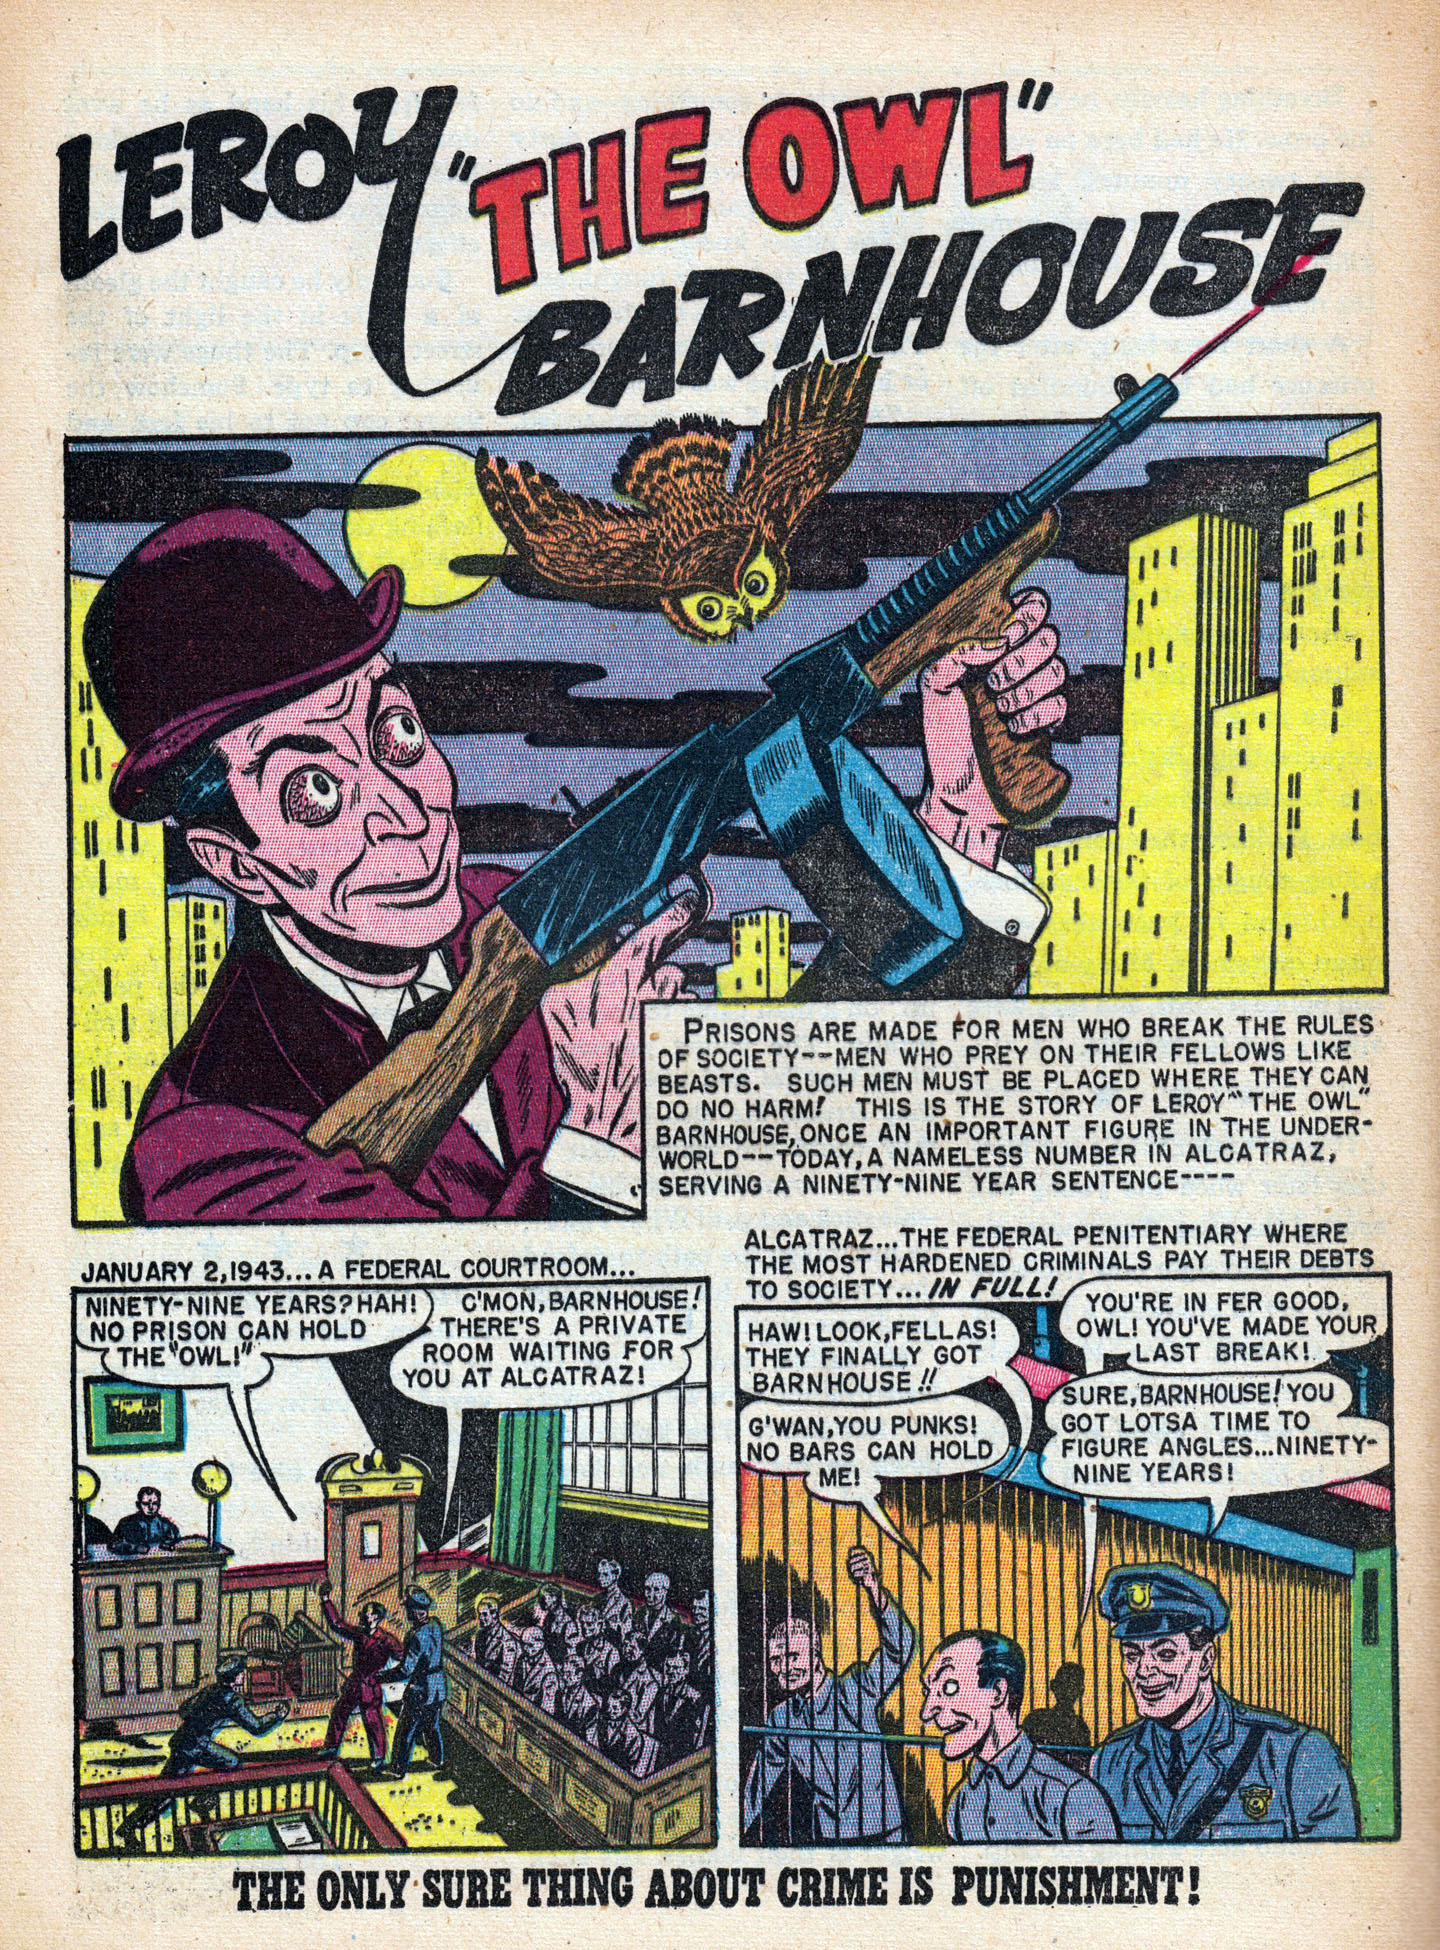 LEROY
"THE OWL"
BARNHOUSE
PRISONS ARE MADE FOR MEN WHO BREAK THE RULES
OF SOCIETY--MEN WHO PREY ON THEIR FELLOWS LIKE
BEASTS. SUCH MEN MUST BE PLACED WHERE THEY CAN
DO NO HARM! THIS IS THE STORY OF LEROY "THE OWL"
BARNHOUSE, ONCE AN IMPORTANT FIGURE IN THE UNDER-
WORLD--TODAY, A NAMELESS NUMBER IN ALCATRAZ,
SERVING A NINETY-NINE YEAR SENTENCE----
JANUARY 2, 1943... A FEDERAL COURTROOM...
NINETY-NINE YEARS? HAH!
NO PRISON CAN HOLD
THE "OWL!"
C'MON, BARNHOUSE!
THERE'S A PRIVATE
ROOM WAITING FOR
YOU AT ALCATRAZ!
ALCATRAZ...THE FEDERAL PENITENTIARY WHERE
THE MOST HARDENED CRIMINALS PAY THEIR DEBTS
TO SOCIETY... IN FULL!
HAW! LOOK, FELLAS!
THEY FINALLY GOT
BARNHOUSE!!
YOU'RE IN FER GOOD,
OWL! YOU'VE MADE YOUR
LAST BREAK!
G'WAN, YOU PUNKS!
NO BARS CAN HOLD
ME!
SURE, BARNHOUSE! YOU
GOT LOTSA TIME TO
FIGURE ANGLES...NINETY-
NINE YEARS!
THE ONLY SURE THING ABOUT CRIME IS PUNISHMENT!